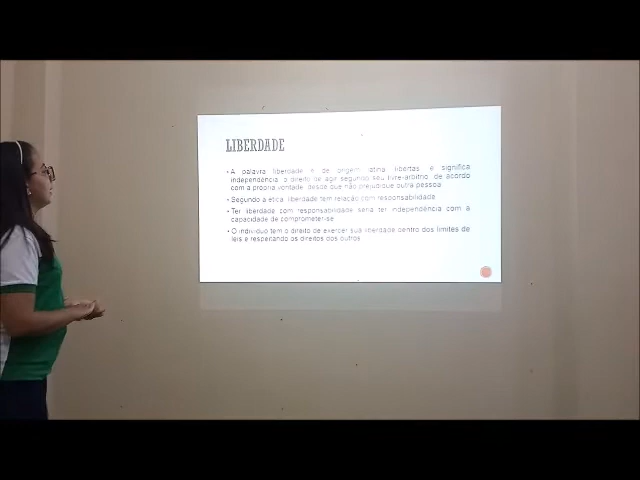 LIBERDADE
• A palavra liberdade é de origem latina libertas e significa
independência, o direito de agir segundo seu livre-arbítrio, de acordo
com a própria vontade, desde que não prejudique outra pessoa
• Segundo a ética, liberdade tem relação com responsabilidade
• Ter liberdade com responsabilidade seria ter independência com a
capacidade de comprometer-se
• O indivíduo tem o direito de exercer sua liberdade dentro dos limites de
leis e respeitando os direitos dos outros